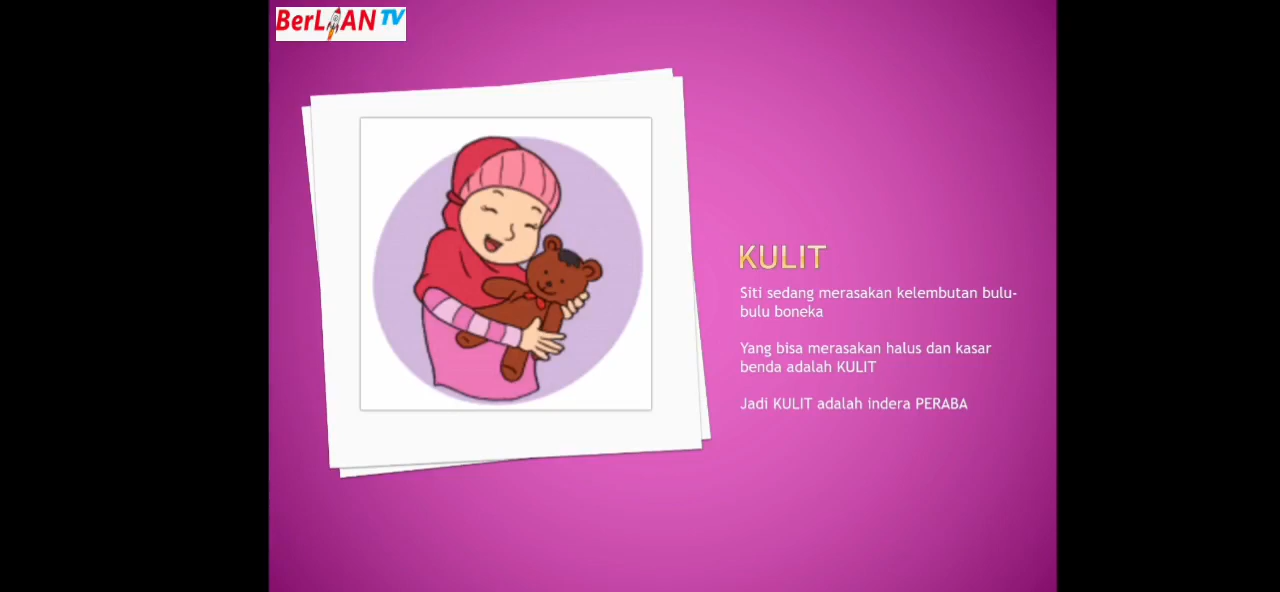 BerLiAN TV
KULIT
Siti sedang merasakan kelembutan bulu-
bulu boneka
Yang bisa merasakan halus dan kasar
benda adalah KULIT
Jadi KULIT adalah indera PERABA